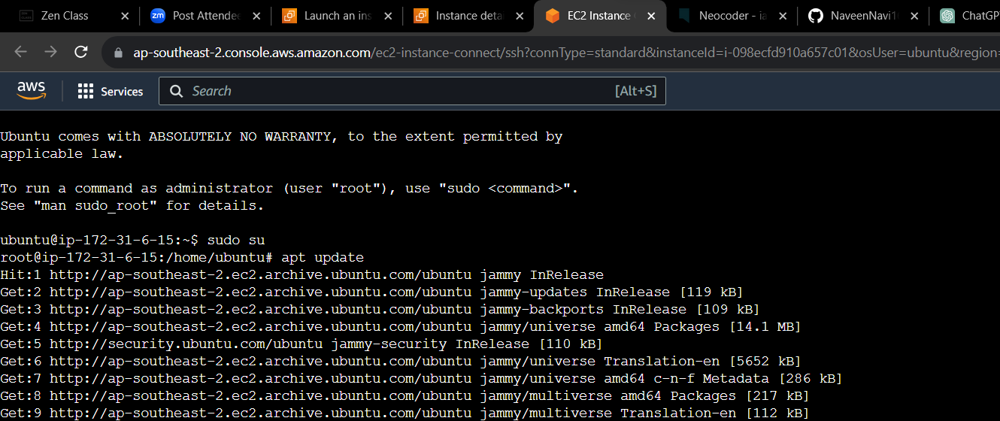 Zen Class
Post Attendee
Launch an ins
Instance deta
EC2 Instance
Neocoder - ia
NaveenNavi1
ChatGP
ap-southeast-2.console.aws.amazon.com/ec2-instance-connect/ssh?connType=standard&instanceId=i-098ecfd910a657c01&osUser=ubuntu&region=
aws Services Search [Alt+S]
Ubuntu comes with ABSOLUTELY NO WARRANTY, to the extent permitted by
applicable law.
To run a command as administrator (user "root"), use "sudo <command>".
See "man sudo_root" for details.
ubuntu@ip-172-31-6-15:~$ sudo su
root@ip-172-31-6-15:/home/ubuntu# apt update
Hit:1 http://ap-southeast-2.ec2.archive.ubuntu.com/ubuntu jammy InRelease
Get:2 http://ap-southeast-2.ec2.archive.ubuntu.com/ubuntu jammy-updates InRelease [119 kB]
Get:3 http://ap-southeast-2.ec2.archive.ubuntu.com/ubuntu jammy-backports InRelease [109 kB]
Get:4 http://ap-southeast-2.ec2.archive.ubuntu.com/ubuntu jammy/universe amd64 Packages [14.1 MB]
Get:5 http://security.ubuntu.com/ubuntu jammy-security InRelease [110 kB]
Get:6 http://ap-southeast-2.ec2.archive.ubuntu.com/ubuntu jammy/universe Translation-en [5652 kB]
Get:7 http://ap-southeast-2.ec2.archive.ubuntu.com/ubuntu jammy/universe amd64 c-n-f Metadata [286 kB]
Get:8 http://ap-southeast-2.ec2.archive.ubuntu.com/ubuntu jammy/multiverse amd64 Packages [217 kB]
Get:9 http://ap-southeast-2.ec2.archive.ubuntu.com/ubuntu jammy/multiverse Translation-en [112 kB]